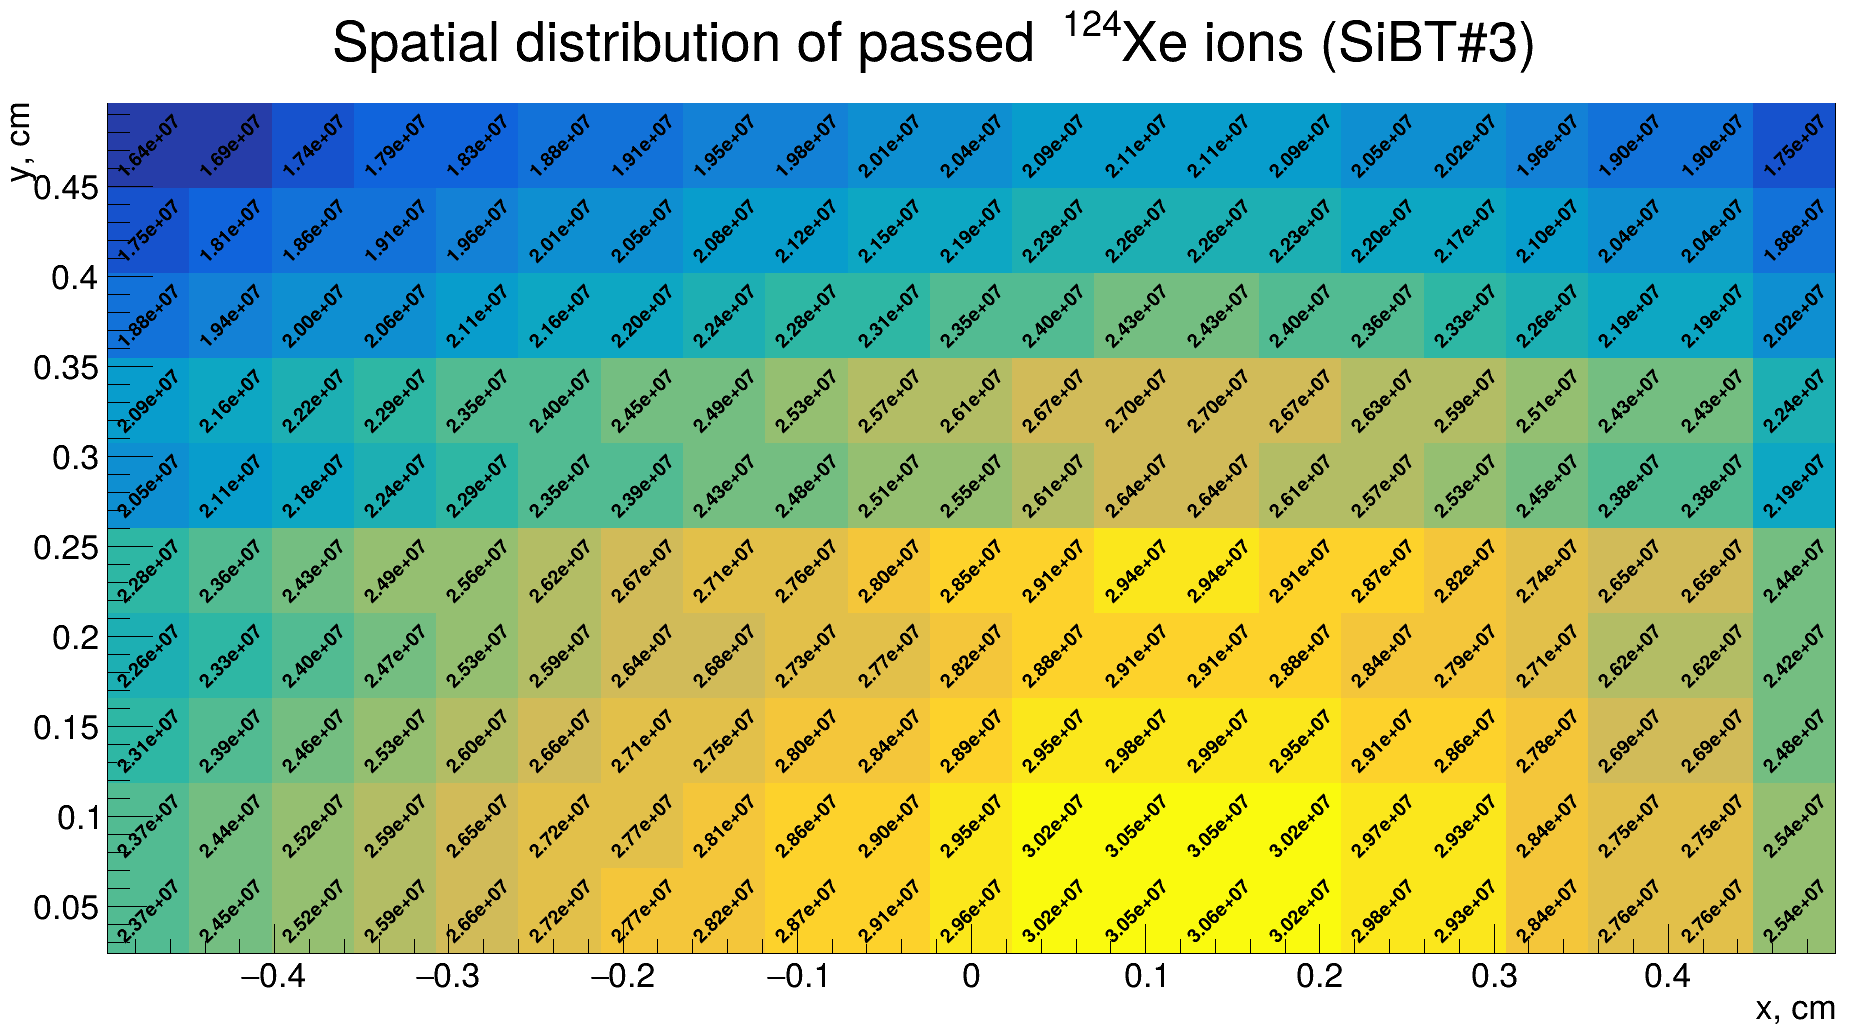 Spatial distribution of passed ¹²⁴Xe ions (SiBT#3)
y, cm
1.64e+07 1.69e+07 1.74e+07 1.79e+07 1.83e+07 1.88e+07 1.91e+07 1.95e+07 1.98e+07 2.01e+07 2.04e+07 2.09e+07 2.11e+07 2.11e+07 2.09e+07 2.05e+07 2.02e+07 1.96e+07 1.90e+07 1.90e+07 1.75e+07
0.45
1.75e+07 1.81e+07 1.86e+07 1.91e+07 1.96e+07 2.01e+07 2.05e+07 2.08e+07 2.12e+07 2.15e+07 2.19e+07 2.23e+07 2.26e+07 2.26e+07 2.23e+07 2.20e+07 2.17e+07 2.10e+07 2.04e+07 2.04e+07 1.88e+07
0.4
1.88e+07 1.94e+07 2.00e+07 2.06e+07 2.11e+07 2.16e+07 2.20e+07 2.24e+07 2.28e+07 2.31e+07 2.35e+07 2.40e+07 2.43e+07 2.43e+07 2.40e+07 2.36e+07 2.33e+07 2.26e+07 2.19e+07 2.19e+07 2.02e+07
0.35
2.09e+07 2.16e+07 2.22e+07 2.29e+07 2.35e+07 2.40e+07 2.45e+07 2.49e+07 2.53e+07 2.57e+07 2.61e+07 2.67e+07 2.70e+07 2.70e+07 2.67e+07 2.63e+07 2.59e+07 2.51e+07 2.43e+07 2.43e+07 2.24e+07
0.3
2.05e+07 2.11e+07 2.18e+07 2.24e+07 2.29e+07 2.35e+07 2.39e+07 2.43e+07 2.48e+07 2.51e+07 2.55e+07 2.61e+07 2.64e+07 2.64e+07 2.61e+07 2.57e+07 2.53e+07 2.45e+07 2.38e+07 2.38e+07 2.19e+07
0.25
2.28e+07 2.36e+07 2.43e+07 2.49e+07 2.56e+07 2.62e+07 2.67e+07 2.71e+07 2.76e+07 2.80e+07 2.85e+07 2.91e+07 2.94e+07 2.94e+07 2.91e+07 2.87e+07 2.82e+07 2.74e+07 2.65e+07 2.65e+07 2.44e+07
0.2
2.26e+07 2.33e+07 2.40e+07 2.47e+07 2.53e+07 2.59e+07 2.64e+07 2.68e+07 2.73e+07 2.77e+07 2.82e+07 2.88e+07 2.91e+07 2.91e+07 2.88e+07 2.84e+07 2.79e+07 2.71e+07 2.62e+07 2.62e+07 2.42e+07
0.15
2.31e+07 2.39e+07 2.46e+07 2.53e+07 2.60e+07 2.66e+07 2.71e+07 2.75e+07 2.80e+07 2.84e+07 2.89e+07 2.95e+07 2.98e+07 2.99e+07 2.95e+07 2.91e+07 2.86e+07 2.78e+07 2.69e+07 2.69e+07 2.48e+07
0.1
2.37e+07 2.44e+07 2.52e+07 2.59e+07 2.65e+07 2.72e+07 2.77e+07 2.81e+07 2.86e+07 2.90e+07 2.95e+07 3.02e+07 3.05e+07 3.05e+07 3.02e+07 2.97e+07 2.93e+07 2.84e+07 2.75e+07 2.75e+07 2.54e+07
0.05
2.37e+07 2.45e+07 2.52e+07 2.59e+07 2.66e+07 2.72e+07 2.77e+07 2.82e+07 2.87e+07 2.91e+07 2.96e+07 3.02e+07 3.05e+07 3.06e+07 3.02e+07 2.98e+07 2.93e+07 2.84e+07 2.76e+07 2.76e+07 2.54e+07
−0.4 −0.3 −0.2 −0.1 0 0.1 0.2 0.3 0.4
x, cm